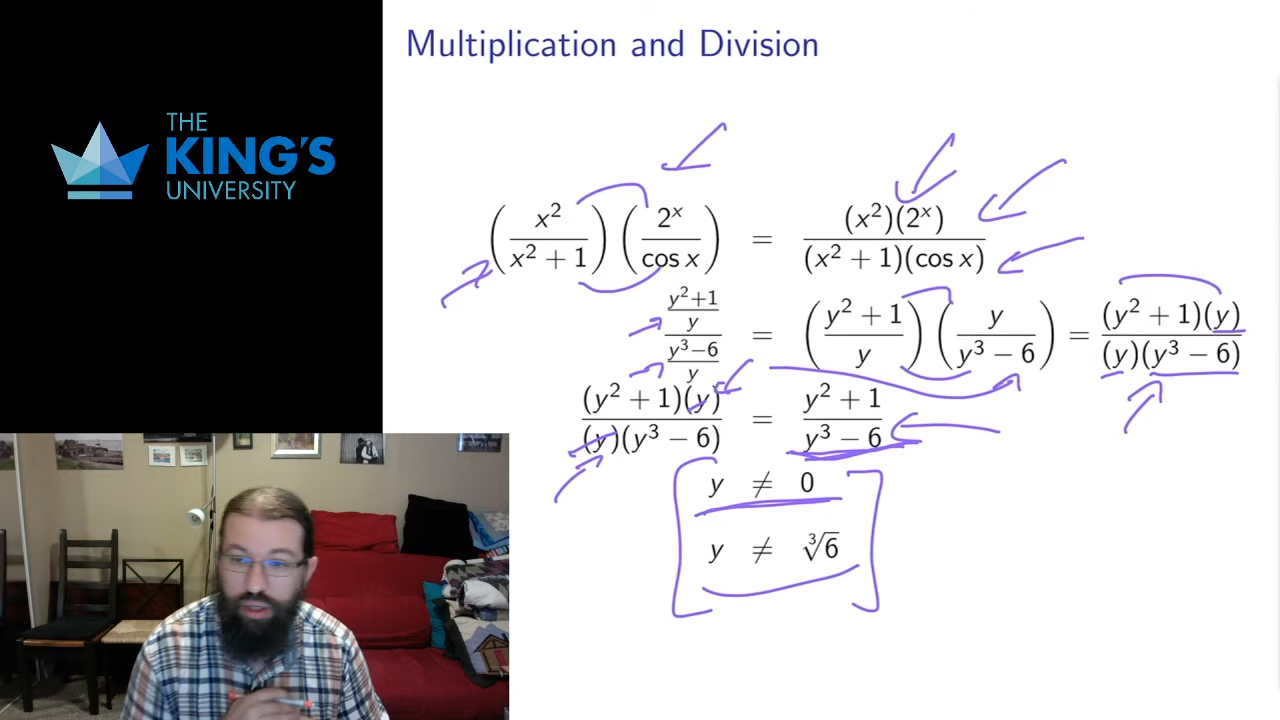 THE
KING'S
UNIVERSITY
Multiplication and Division
(x²/(x² + 1)) (2ˣ/cos x) = (x²)(2ˣ)/((x² + 1)(cos x))
((y²+1)/y)/((y³−6)/y) = ((y² + 1)/y) (y/(y³ − 6)) = (y² + 1)(y)/((y)(y³ − 6))
(y² + 1)(y)/((y)(y³ − 6)) = (y² + 1)/(y³ − 6)
y ≠ 0
y ≠ ∛6